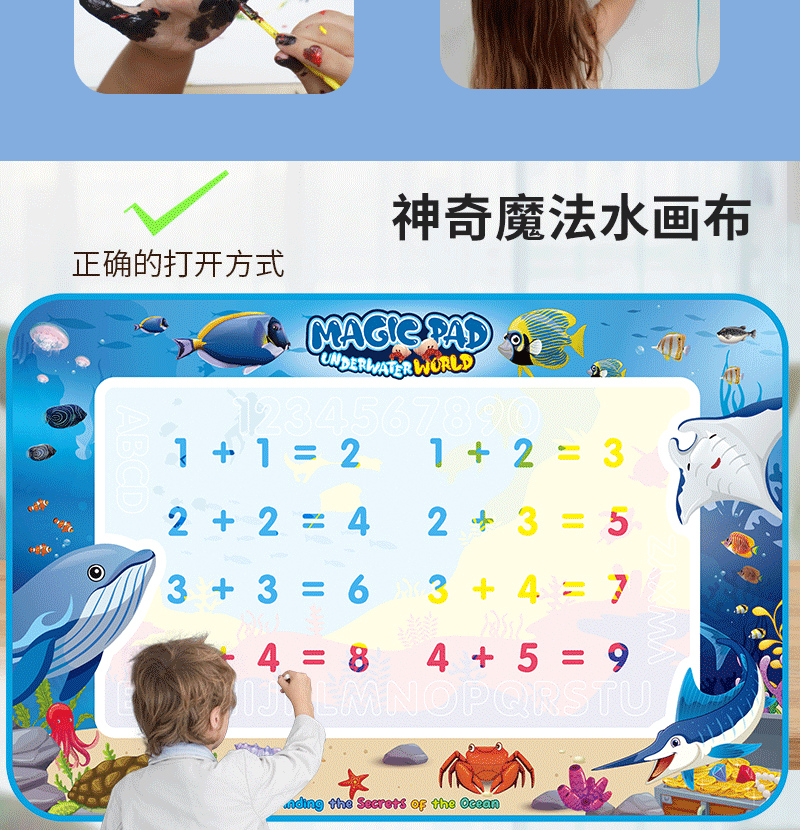 神奇魔法水画布
正确的打开方式
MAGIC PAD
UNDERWATER WORLD
1234567890
ABCD
1 + 1 = 2
1 + 2 = 3
2 + 2 = 4
2 + 3 = 5
3 + 3 = 6
3 + 4 = 7
+ 4 = 8
4 + 5 = 9
LMNOPQRSTU
the Secrets of the Ocean